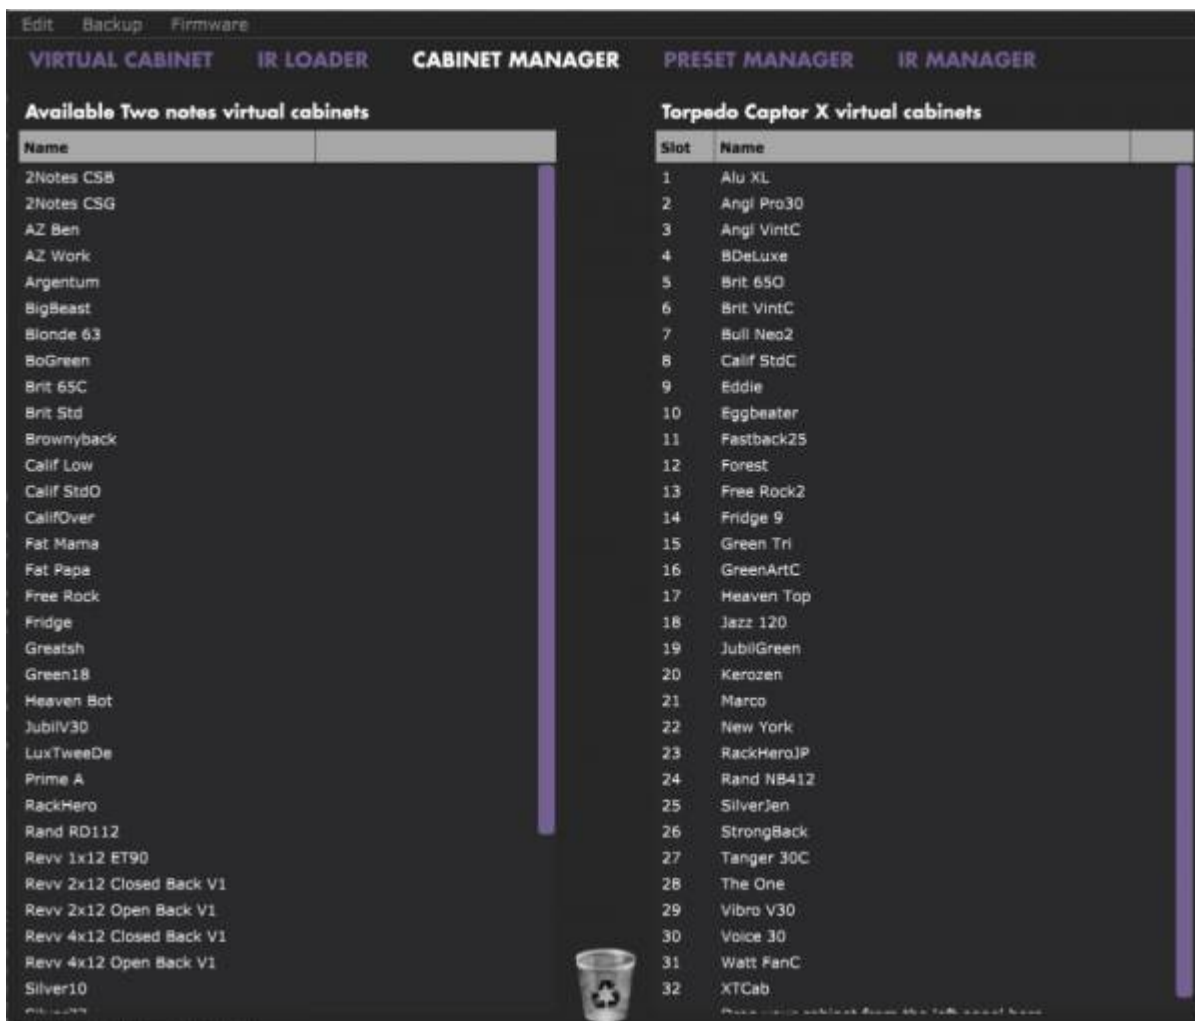 Edit Backup Firmware
VIRTUAL CABINET IR LOADER CABINET MANAGER PRESET MANAGER IR MANAGER
Available Two notes virtual cabinets
Name
2Notes CSB
2Notes CSG
AZ Ben
AZ Work
Argentum
BigBeast
Blonde 63
BoGreen
Brit 65C
Brit Std
Brownyback
Calif Low
Calif StdO
CalifOver
Fat Mama
Fat Papa
Free Rock
Fridge
Greatsh
Green18
Heaven Bot
JubilV30
LuxTweeDe
Prime A
RackHero
Rand RD112
Revv 1x12 ET90
Revv 2x12 Closed Back V1
Revv 2x12 Open Back V1
Revv 4x12 Closed Back V1
Revv 4x12 Open Back V1
Silver10
Torpedo Captor X virtual cabinets
Slot Name
1 Alu XL
2 Angl Pro30
3 Angl VintC
4 BDeLuxe
5 Brit 65O
6 Brit VintC
7 Bull Neo2
8 Calif StdC
9 Eddie
10 Eggbeater
11 Fastback25
12 Forest
13 Free Rock2
14 Fridge 9
15 Green Tri
16 GreenArtC
17 Heaven Top
18 Jazz 120
19 JubilGreen
20 Kerozen
21 Marco
22 New York
23 RackHeroJP
24 Rand NB412
25 SilverJen
26 StrongBack
27 Tanger 30C
28 The One
29 Vibro V30
30 Voice 30
31 Watt FanC
32 XTCab